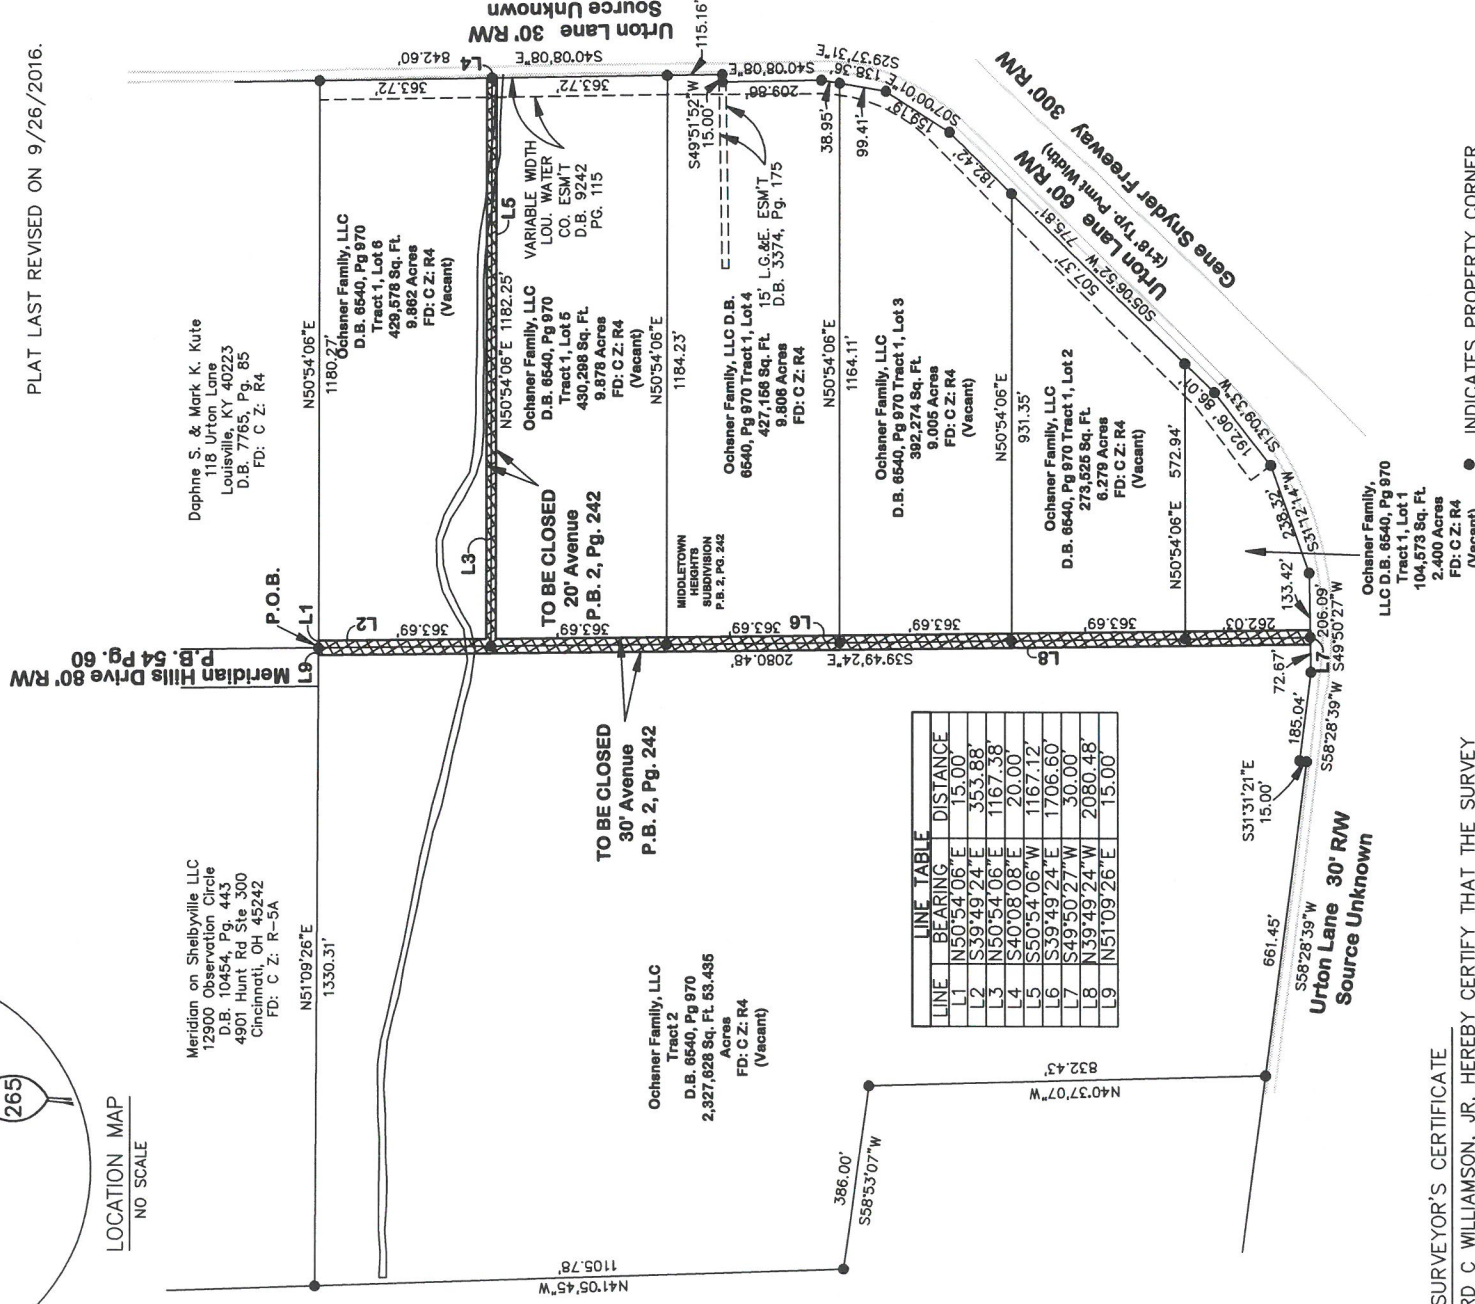 PLAT LAST REVISED ON 9/26/2016.
265
LOCATION MAP
NO SCALE
Meridian on Shelbyville LLC
12900 Observation Circle
D.B. 10454, Pg. 443
4901 Hunt Rd Ste 300
Cincinnati, OH 45242
FD: C Z: R-5A
Daphne S. & Mark K. Kute
118 Urton Lane
Louisville, KY 40223
D.B. 7765, Pg. 85
FD: C Z: R4
Meridian Hills Drive 80' R/W
P.B. 54 Pg. 60
P.O.B.
L9
L1
L2
L3
L4
L5
L6
L7
L8
N51°09'26"E
1330.31'
N50°54'06"E
1180.27'
Ochsner Family, LLC
D.B. 6540, Pg 970
Tract 1, Lot 6
429,578 Sq. Ft.
9.862 Acres
FD: C Z: R4
(Vacant)
363.72'
842.60'
S40°08'08"E
Urton Lane 30' R/W
Source Unknown
363.69'
N50°54'06"E 1182.25'
VARIABLE WIDTH
LOU. WATER
CO. ESM'T
D.B. 9242
PG. 115
Ochsner Family, LLC
D.B. 6540, Pg 970
Tract 1, Lot 5
430,298 Sq. Ft.
9.878 Acres
FD: C Z: R4
(Vacant)
363.72'
363.69'
TO BE CLOSED
20' Avenue
P.B. 2, Pg. 242
N50°54'06"E
1184.23'
MIDDLETOWN
HEIGHTS
SUBDIVISION
P.B. 2, PG. 242
115.16'
S49°51'52"W
15.00'
S40°08'08"E
209.86'
Ochsner Family, LLC D.B.
6540, Pg 970 Tract 1, Lot 4
427,156 Sq. Ft.
9.806 Acres
FD: C Z: R4
15' L.G.&E. ESM'T
D.B. 3374, Pg. 175
363.69'
38.95'
99.41'
138.36'
S29°37'31"E
N50°54'06"E
1164.11'
Ochsner Family, LLC
D.B. 6540, Pg 970 Tract 1, Lot 3
392,274 Sq. Ft.
9.005 Acres
FD: C Z: R4
(Vacant)
363.69'
159.19'
S07°00'01"E
182.42'
N50°54'06"E
931.35'
Urton Lane 60' R/W
(±18' Typ. Pvmt Width)
Gene Snyder Freeway 300' R/W
775.81'
S05°06'52"W
507.37'
Ochsner Family, LLC
D.B. 6540, Pg 970 Tract 1, Lot 2
273,525 Sq. Ft.
6.279 Acres
FD: C Z: R4
(Vacant)
363.69'
86.01'
192.06'
S13°09'33"W
N50°54'06"E 572.94'
262.03'
238.32'
S31°12'14"W
133.42'
206.09'
S49°50'27"W
72.67'
Ochsner Family,
LLC D.B. 6540, Pg 970
Tract 1, Lot 1
104,573 Sq. Ft.
2.400 Acres
FD: C Z: R4
(Vacant)
S39°49'24"E
2080.48'
TO BE CLOSED
30' Avenue
P.B. 2, Pg. 242
Ochsner Family, LLC
Tract 2
D.B. 6540, Pg 970
2,327,628 Sq. Ft. 53.435
Acres
FD: C Z: R4
(Vacant)
LINE TABLE
LINE BEARING DISTANCE
L1 N50°54'06"E 15.00'
L2 S39°49'24"E 353.88'
L3 N50°54'06"E 1167.38'
L4 S40°08'08"E 20.00'
L5 S50°54'06"W 1167.12'
L6 S39°49'24"E 1706.60'
L7 S49°50'27"W 30.00'
L8 N39°49'24"W 2080.48'
L9 N51°09'26"E 15.00'
185.04'
S58°28'39"W
S31°31'21"E
15.00'
661.45'
S58°28'39"W
Urton Lane 30' R/W
Source Unknown
N40°37'07"W
832.43'
386.00'
S58°53'07"W
N41°05'45"W
1105.78'
INDICATES PROPERTY CORNER
SURVEYOR'S CERTIFICATE
RD C WILLIAMSON, JR. HEREBY CERTIFY THAT THE SURVEY